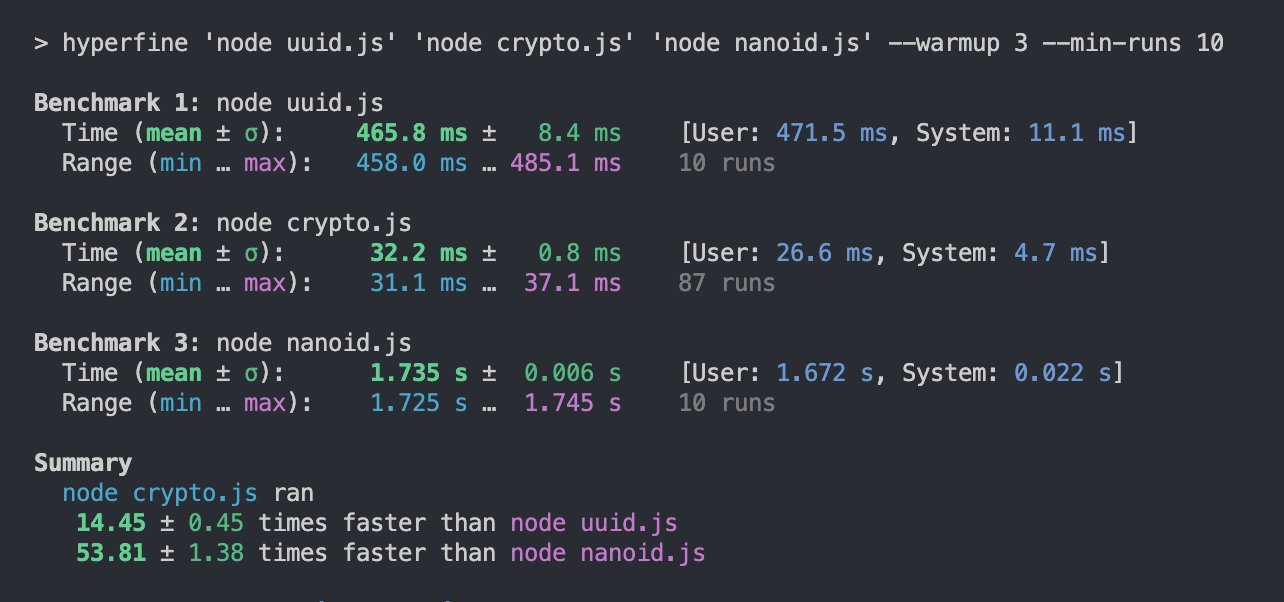 > hyperfine 'node uuid.js' 'node crypto.js' 'node nanoid.js' --warmup 3 --min-runs 10
Benchmark 1: node uuid.js
Time (mean ± σ): 465.8 ms ± 8.4 ms [User: 471.5 ms, System: 11.1 ms]
Range (min … max): 458.0 ms … 485.1 ms 10 runs
Benchmark 2: node crypto.js
Time (mean ± σ): 32.2 ms ± 0.8 ms [User: 26.6 ms, System: 4.7 ms]
Range (min … max): 31.1 ms … 37.1 ms 87 runs
Benchmark 3: node nanoid.js
Time (mean ± σ): 1.735 s ± 0.006 s [User: 1.672 s, System: 0.022 s]
Range (min … max): 1.725 s … 1.745 s 10 runs
Summary
node crypto.js ran
14.45 ± 0.45 times faster than node uuid.js
53.81 ± 1.38 times faster than node nanoid.js